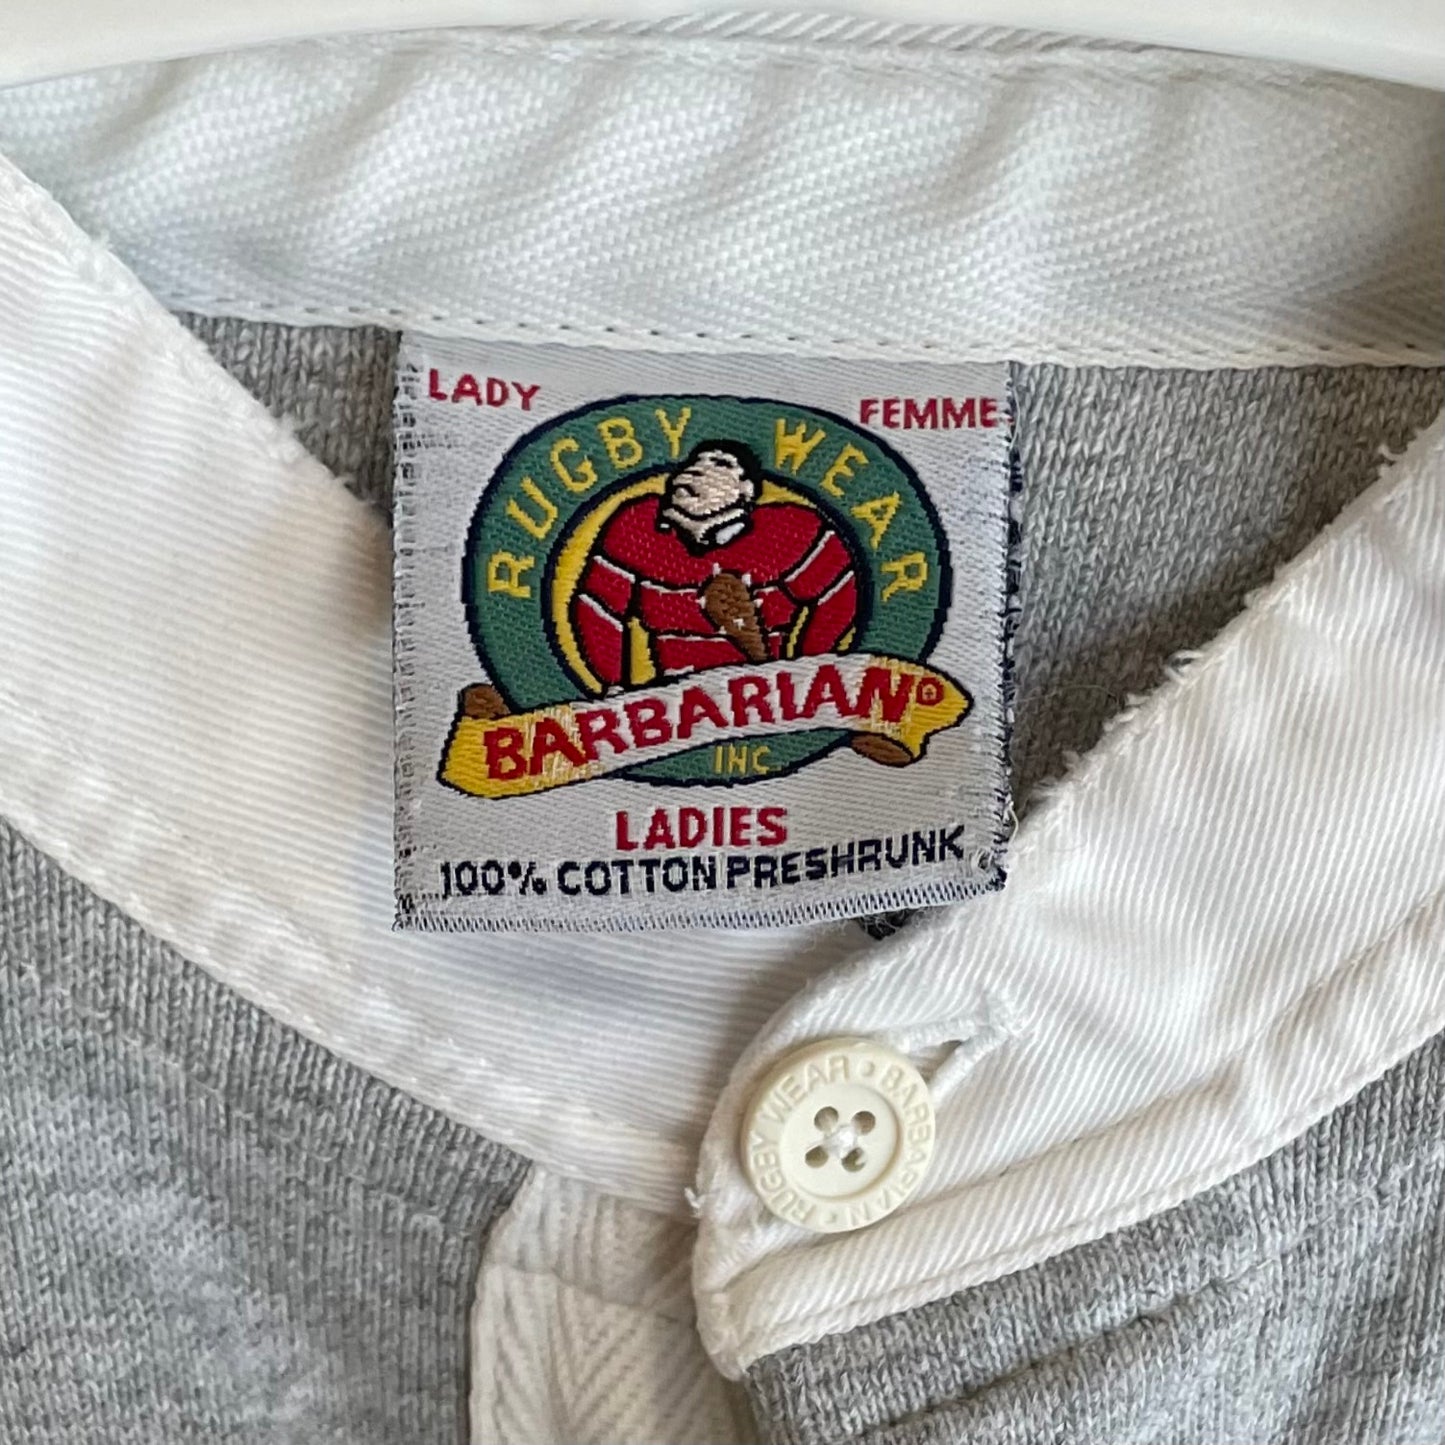 LADY
FEMME
RUGBY WEAR
BARBARIAN®
INC.
LADIES
100% COTTON PRESHRUNK
RUGBY WEAR • BARBARIAN •